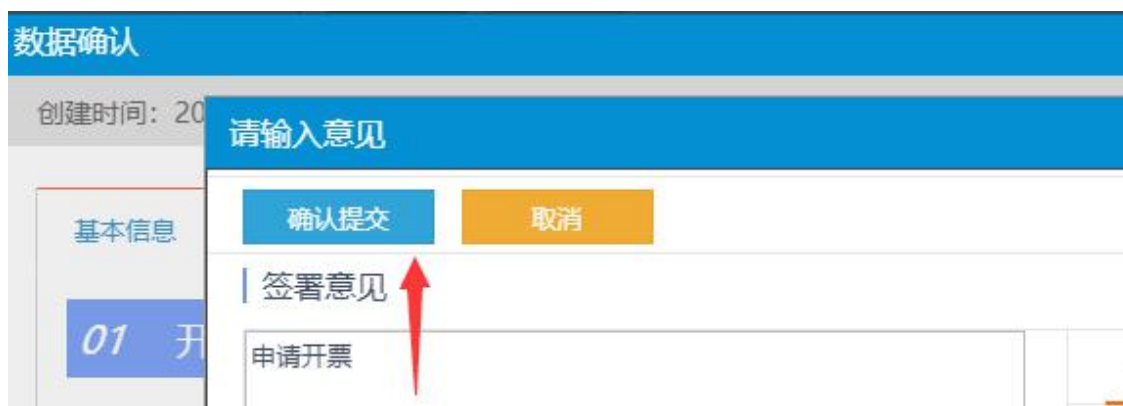 数据确认
创建时间：20
请输入意见
确认提交 取消
基本信息
签署意见
01 开
申请开票